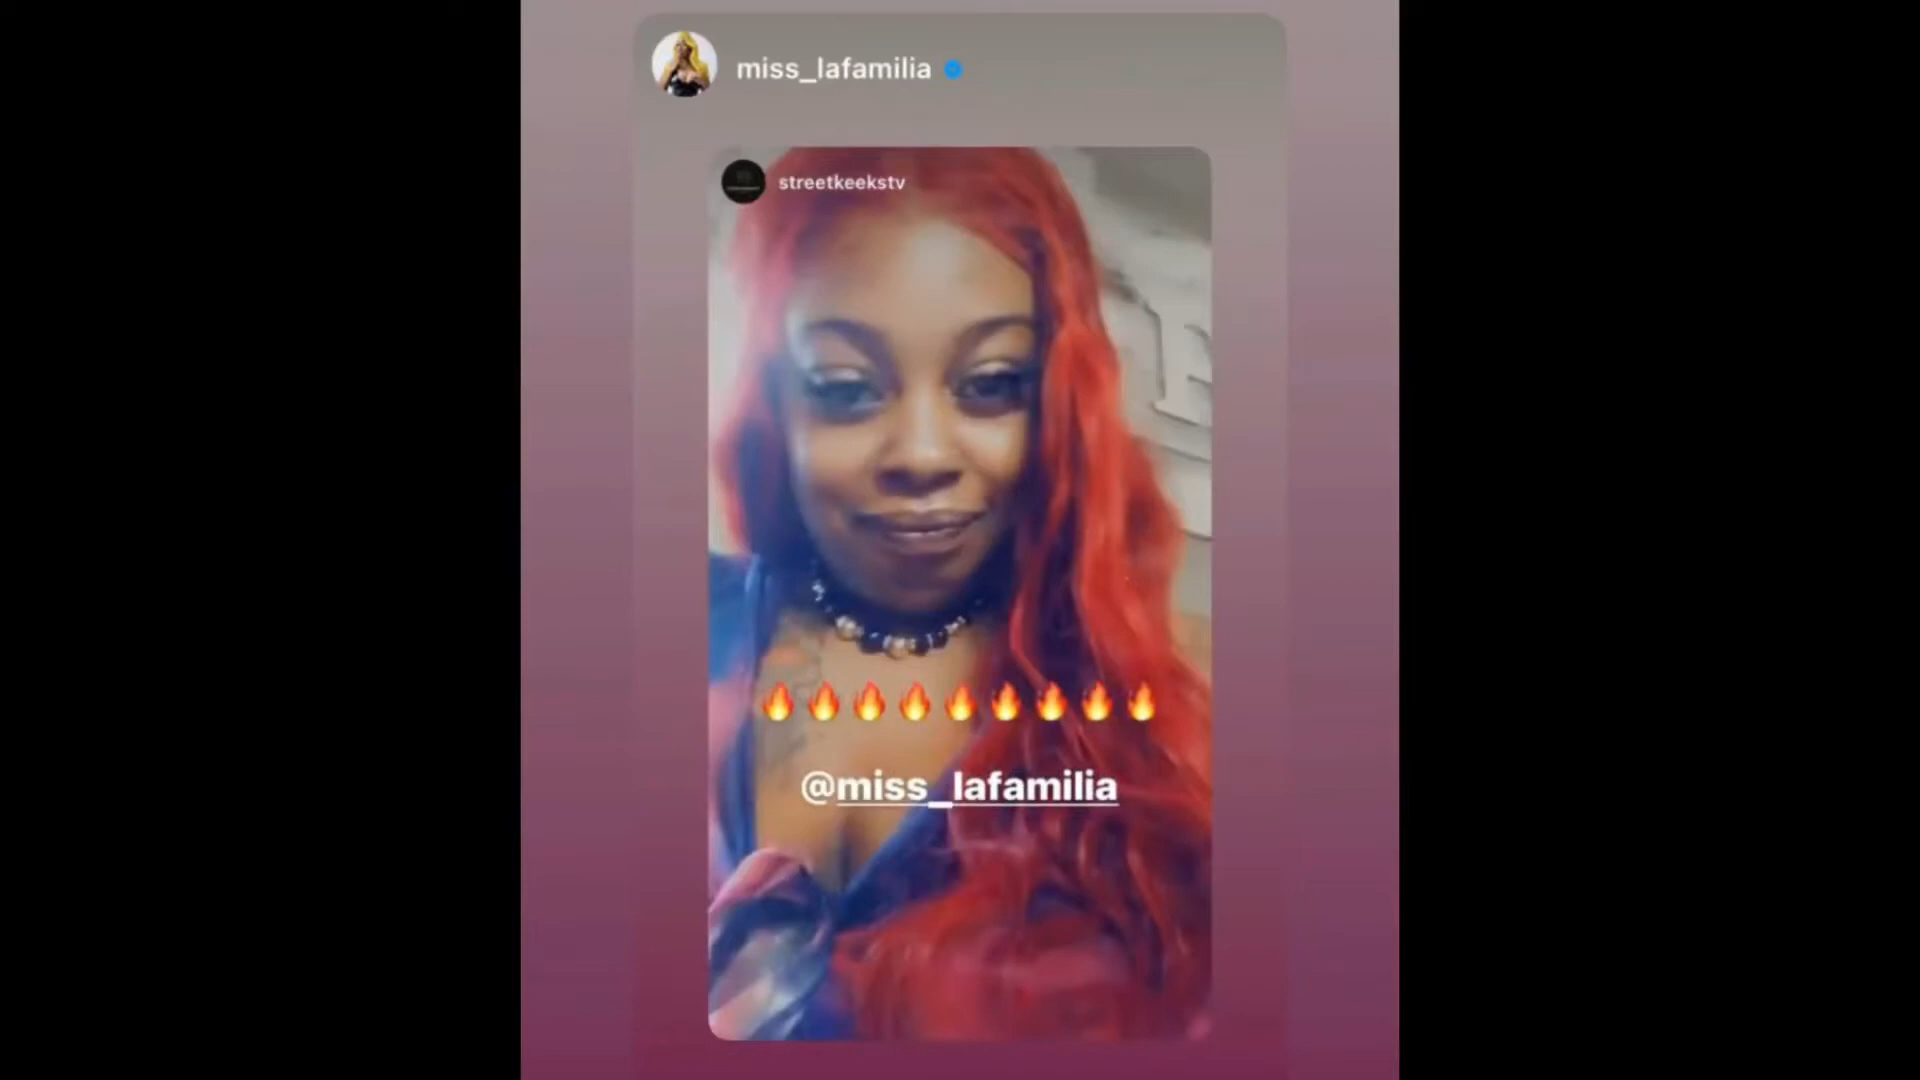 miss_lafamilia
streetkeekstv
🔥🔥🔥🔥🔥🔥🔥🔥🔥
@miss_lafamilia